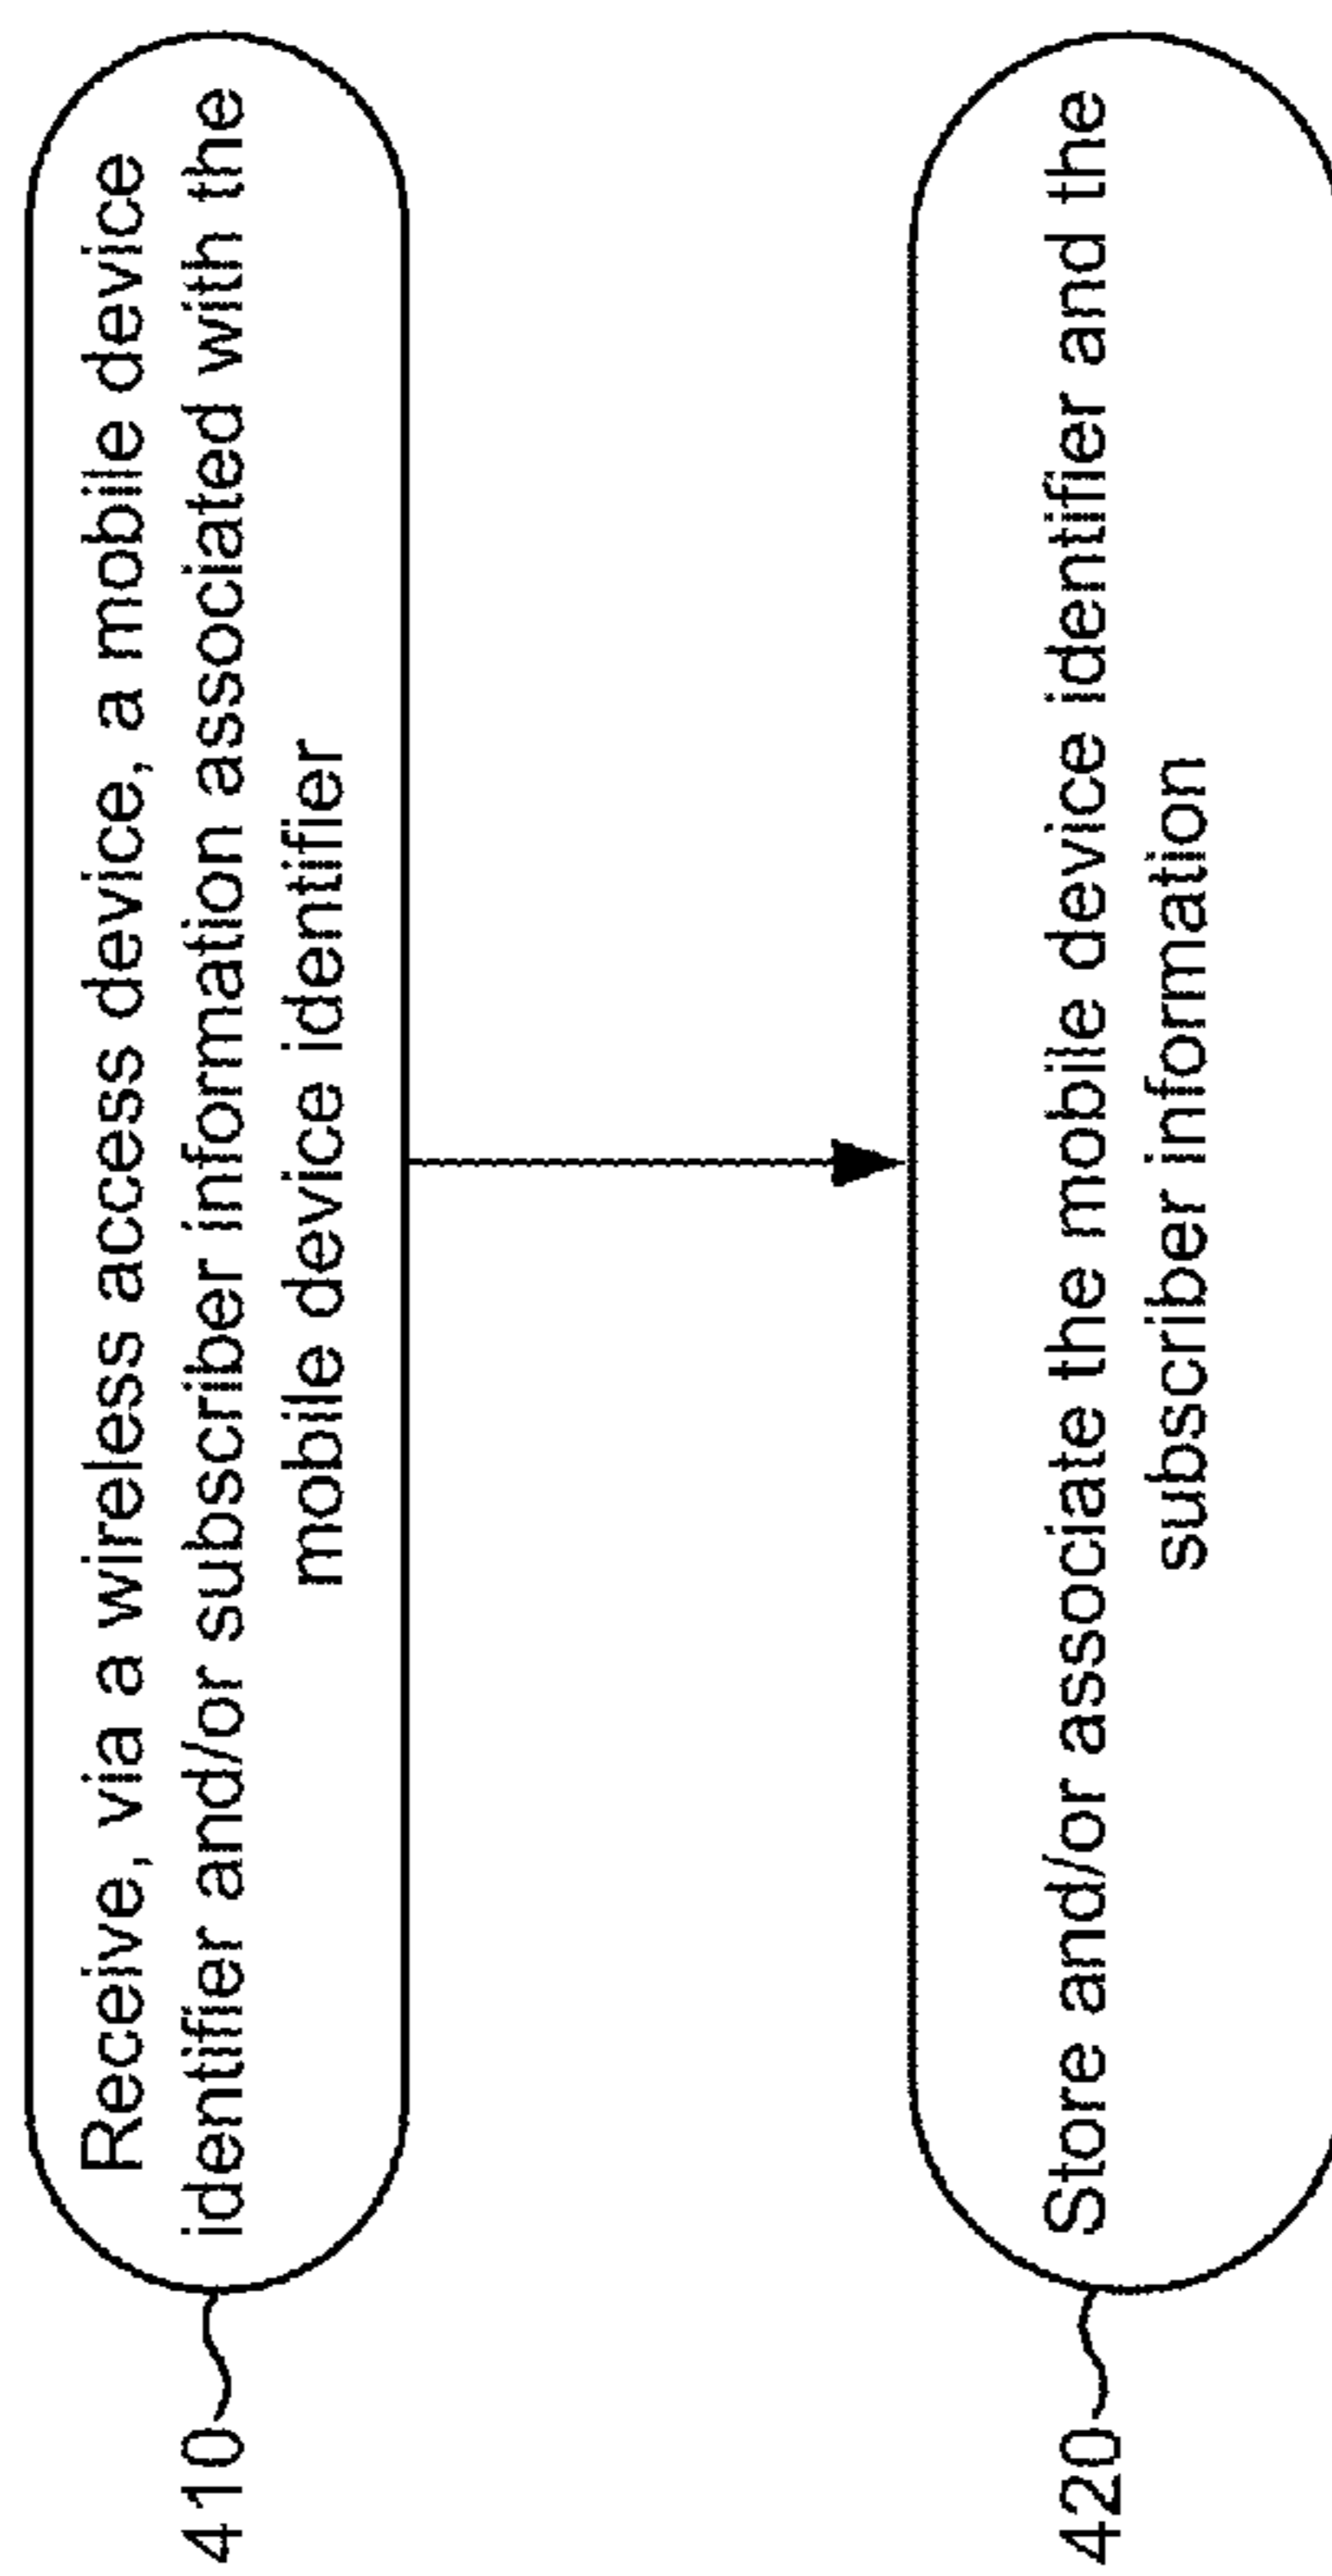 410
Receive, via a wireless access device, a mobile device
identifier and/or subscriber information associated with the
mobile device identifier
420
Store and/or associate the mobile device identifier and the
subscriber information